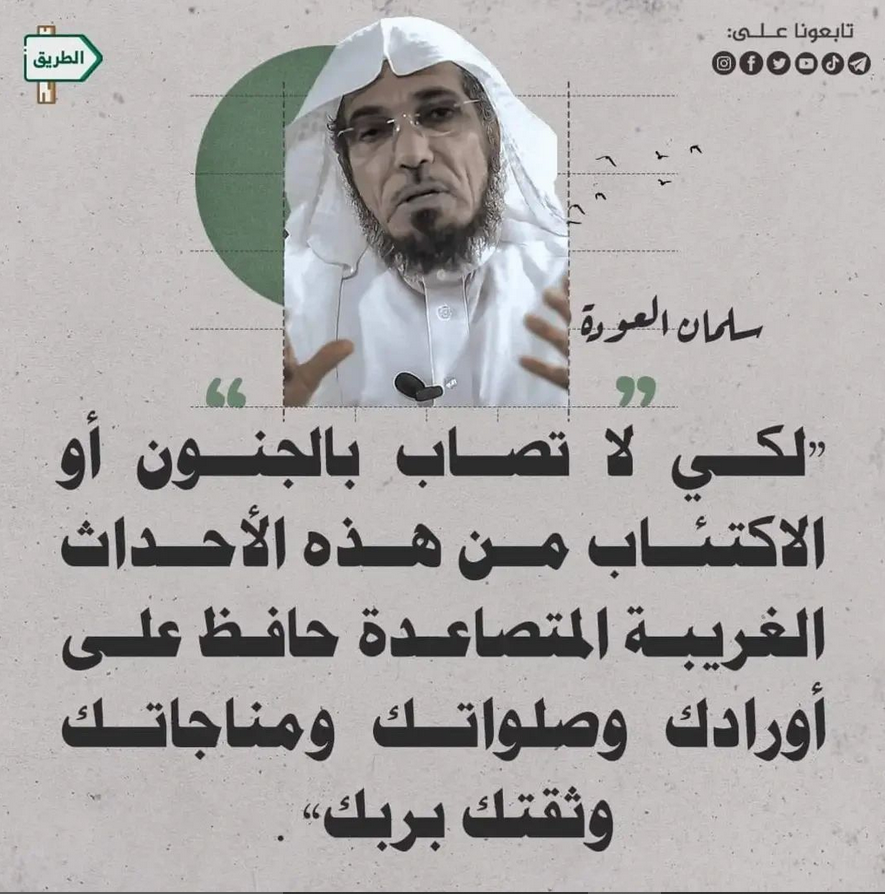 تابعونا على:
الطريق
سلمان العودة
”لكي لا تصاب بالجنون أو
الاكتئاب من هذه الأحداث
الغريبة المتصاعدة حافظ على
أورادك وصلواتك ومناجاتك
وثقتك بربك“.